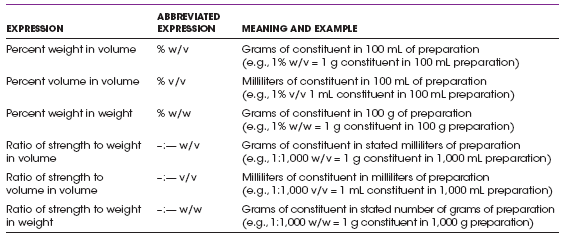 EXPRESSION ABBREVIATED EXPRESSION MEANING AND EXAMPLE
Percent weight in volume % w/v Grams of constituent in 100 mL of preparation
(e.g., 1% w/v = 1 g constituent in 100 mL preparation)
Percent volume in volume % v/v Milliliters of constituent in 100 mL of preparation
(e.g., 1% v/v 1 mL constituent in 100 mL preparation)
Percent weight in weight % w/w Grams of constituent in 100 g of preparation
(e.g., 1% w/w = 1 g constituent in 100 g preparation)
Ratio of strength to weight –:— w/v Grams of constituent in stated milliliters of preparation
in volume (e.g., 1:1,000 w/v = 1 g constituent in 1,000 mL preparation)
Ratio of strength to –:— v/v Milliliters of constituent in milliliters of preparation
volume in volume (e.g., 1:1,000 v/v = 1 mL constituent in 1,000 mL preparation)
Ratio of strength to weight –:— w/w Grams of constituent in stated number of grams of preparation
in weight (e.g., 1:1,000 w/w = 1 g constituent in 1,000 g preparation)